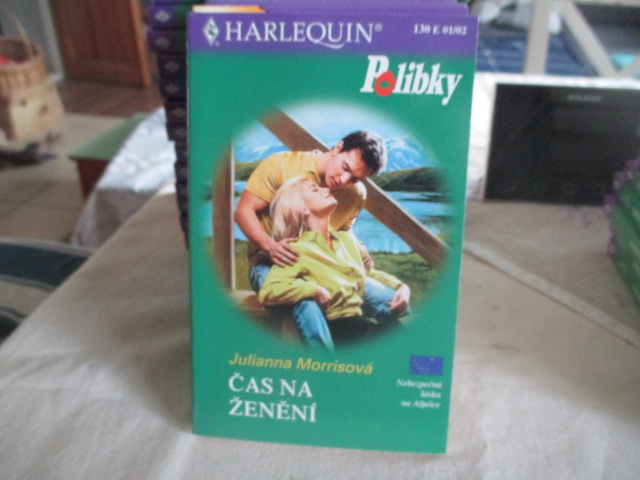 HARLEQUIN®
130 E 01/02
Polibky
Julianna Morrisová
ČAS NA
ŽENĚNÍ
Nebezpečná
láska
na Aljašce